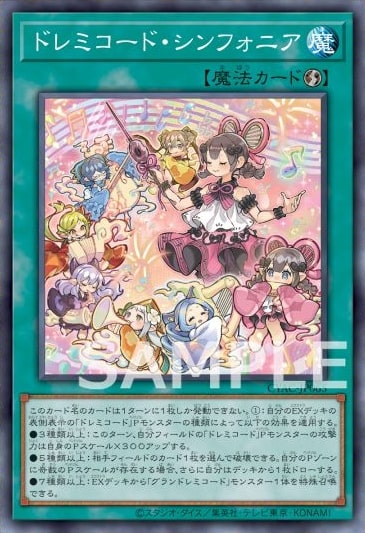 ドレミコード・シンフォニア
魔
【魔法カード】
SAMPLE
このカード名のカードは1ターンに1枚しか発動できない。①:自分のEXデッキの
表側表示の「ドレミコード」Pモンスターの種類によって以下の効果を適用する。
●3種類以上:このターン、自分フィールドの「ドレミコード」Pモンスターの攻撃
力は自身のPスケール×300アップする。
●5種類以上:相手フィールドのカード1枚を選んで破壊できる。自分のPゾーン
に奇数のPスケールが存在する場合、さらに自分はデッキから1枚ドローする。
●7種類以上:EXデッキから「グランドレミコード」モンスター1体を特殊召喚
できる。
©スタジオ・ダイス/集英社・テレビ東京・KONAMI